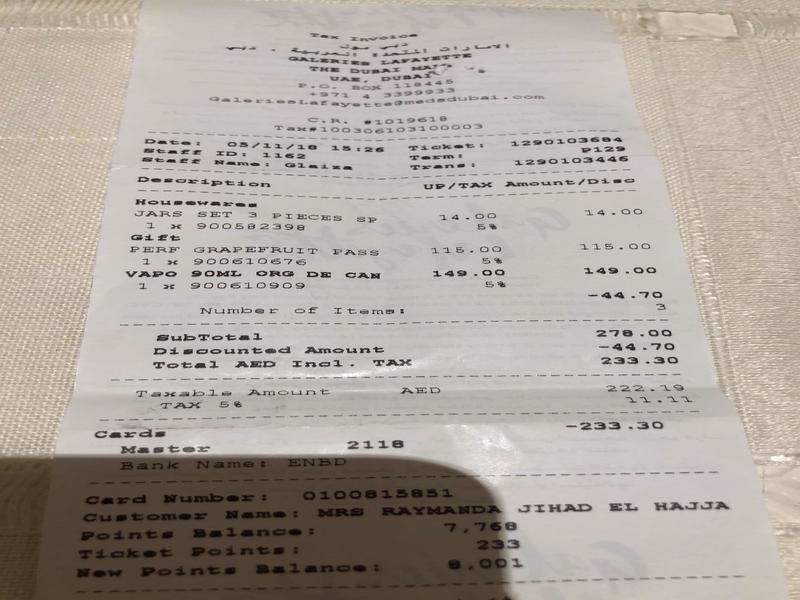 Tax Invoice
دبي مول
الامارات العربية المتحدة ، دبي
GALERIES LAFAYETTE
THE DUBAI MALL
UAE, DUBAI
P.O. BOX 118445
+971 4 3399933
GaleriesLafayette@medsdubai.com
C.R. #1019618
Tax#100306103100003
Date: 05/11/18 15:26 Ticket: 1290103684
Staff ID: 1162 Term: P129
Staff Name: Glaiza Trans: 1290103446
Description UP/TAX Amount/Disc
Housewares
JARS SET 3 PIECES SP 14.00 14.00
1 x 900582398 5%
Gift
PERF GRAPEFRUIT PASS 115.00 115.00
1 x 900610676 5%
VAPO 90ML ORG DE CAN 149.00 149.00
1 x 900610909 5%
-44.70
Number of Items: 3
SubTotal 278.00
Discounted Amount -44.70
Total AED Incl. TAX 233.30
Taxable Amount AED 222.19
TAX 5% 11.11
Cards -233.30
Master 2118
Bank Name: ENBD
Card Number: 0100815851
Customer Name: MRS RAYMANDA JIHAD EL HAJJA
Points Balance: 7,768
Ticket Points: 233
New Points Balance: 8,001